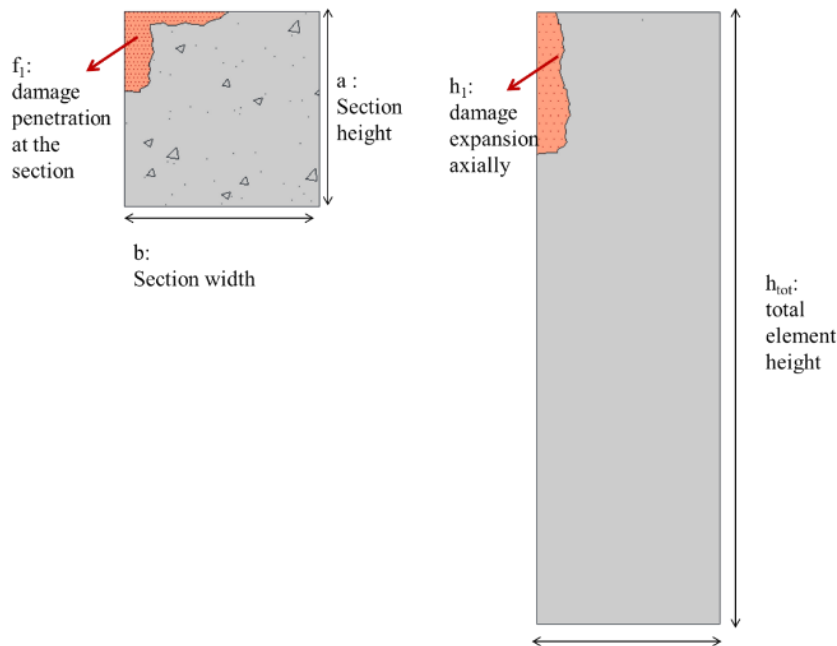 f₁:
damage
penetration
at the
section
a :
Section
height
b:
Section width
h₁:
damage
expansion
axially
hₜₒₜ:
total
element
height